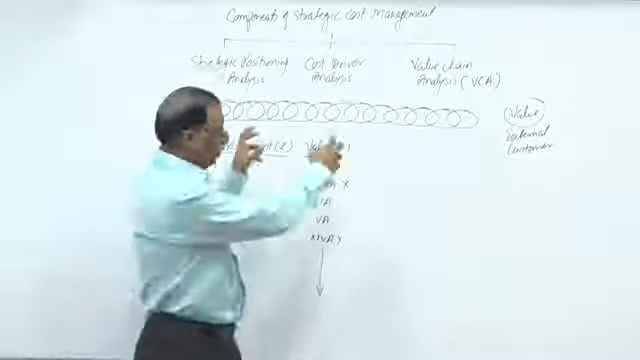 Components of Strategic Cost Management
Strategic Positioning Analysis
Cost Driver Analysis
Value Chain Analysis (VCA)
Value
external
customer
VA
NVA